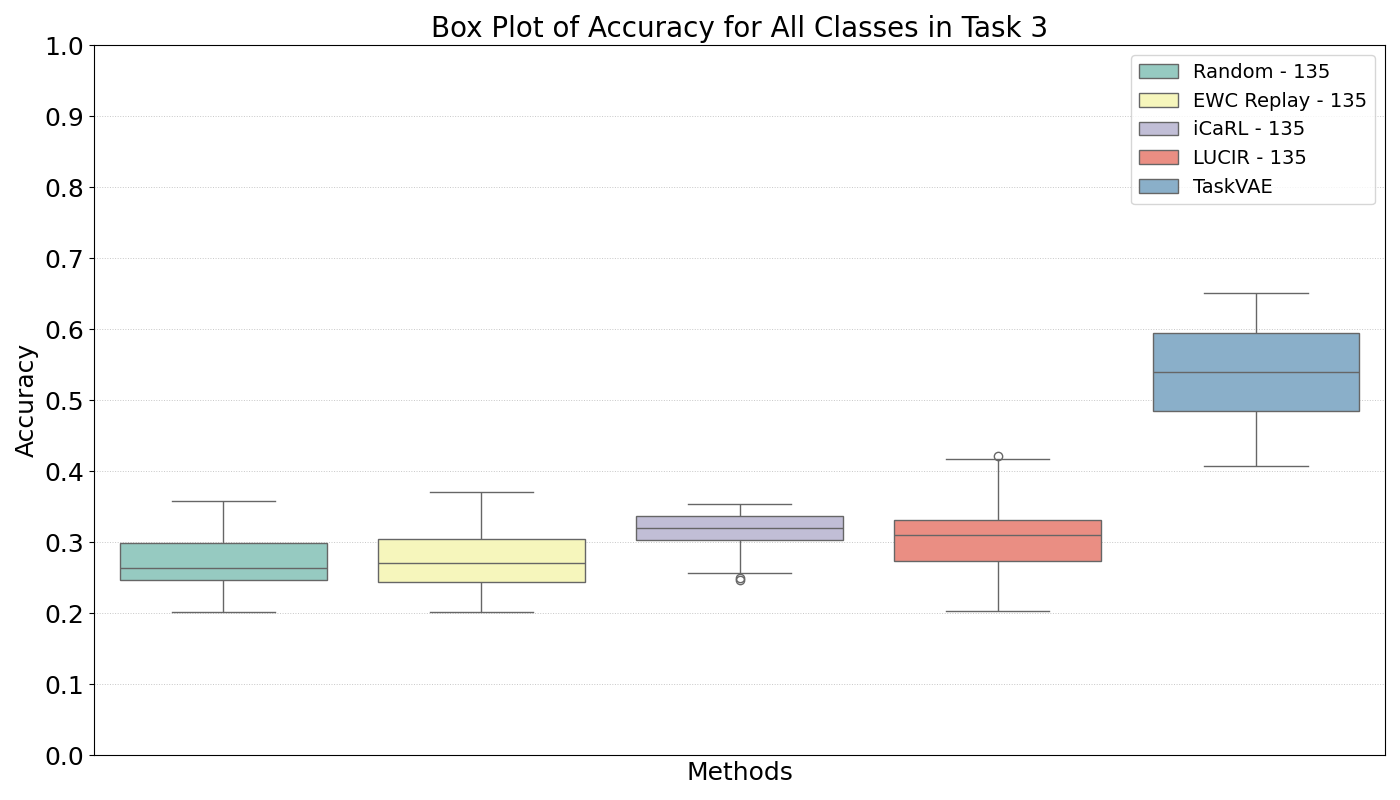 Box Plot of Accuracy for All Classes in Task 3
1.0
0.9
0.8
0.7
0.6
0.5
0.4
0.3
0.2
0.1
0.0
Accuracy
Methods
Random - 135
EWC Replay - 135
iCaRL - 135
LUCIR - 135
TaskVAE